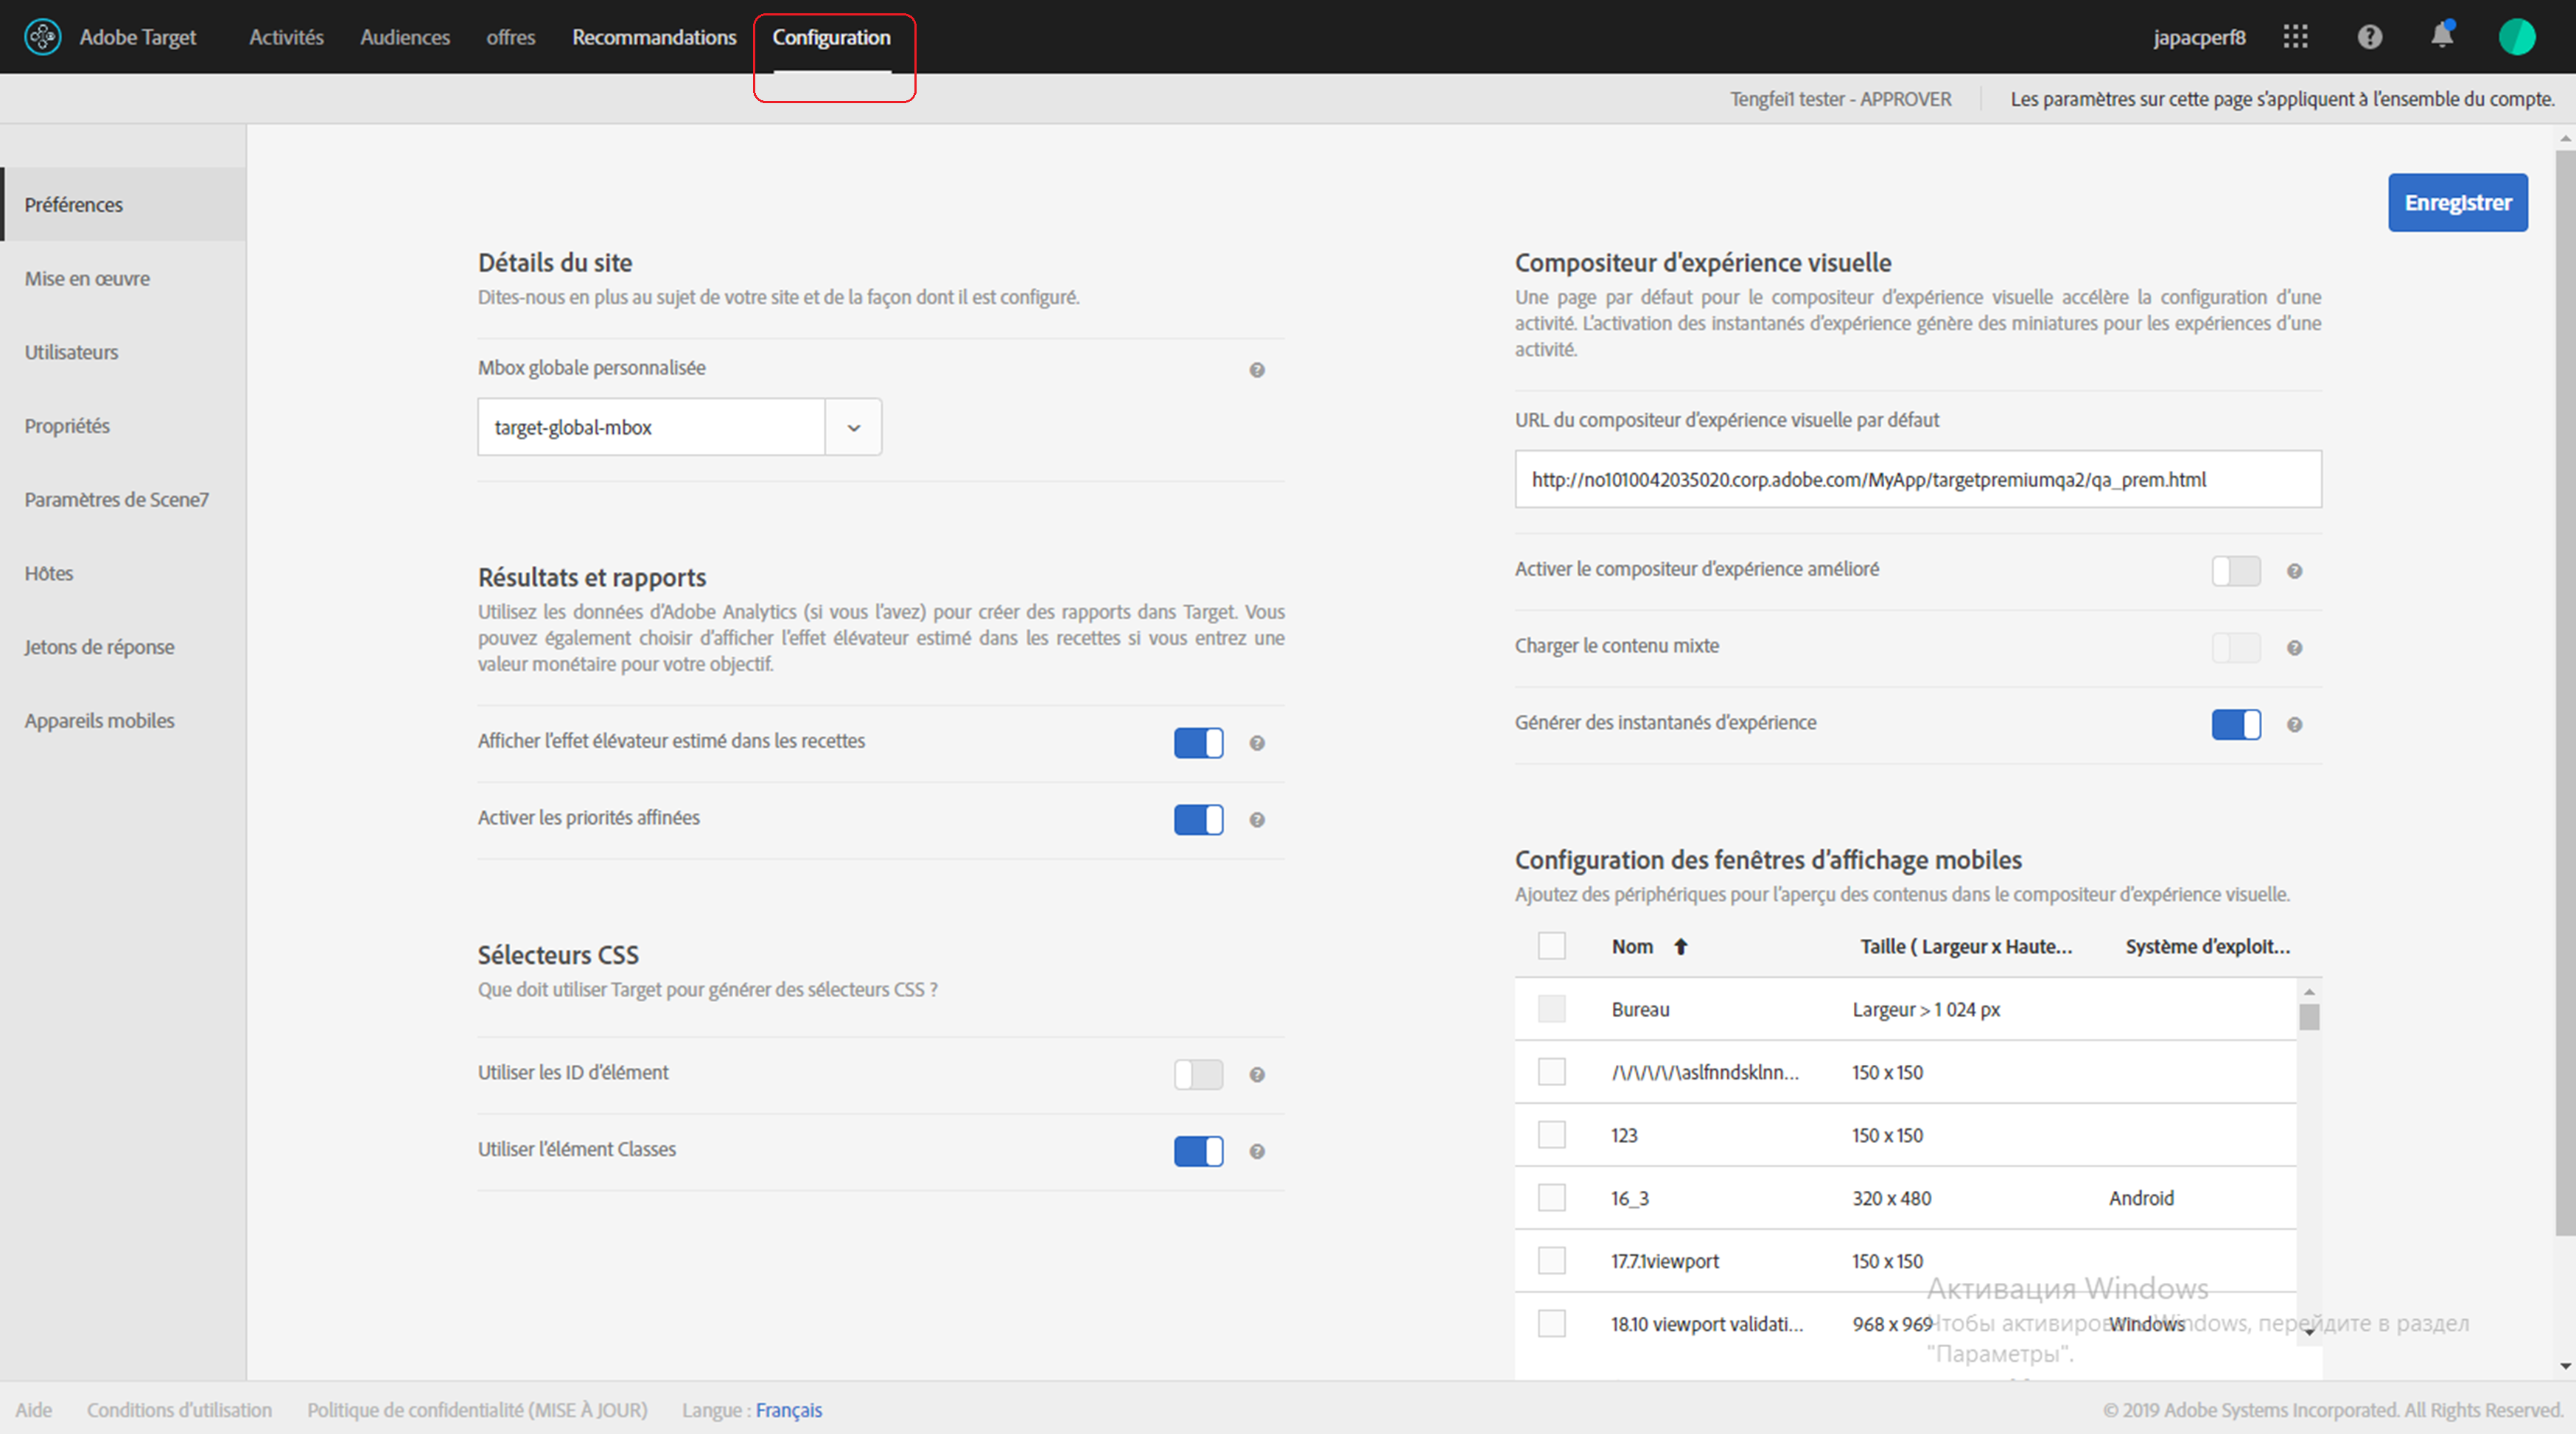 Adobe Target
Activités
Audiences
offres
Recommandations
Configuration
japacperf8
Tengfei1 tester - APPROVER
Les paramètres sur cette page s'appliquent à l'ensemble du compte.
Préférences
Mise en œuvre
Utilisateurs
Propriétés
Paramètres de Scene7
Hôtes
Jetons de réponse
Appareils mobiles
Enregistrer
Détails du site
Dites-nous en plus au sujet de votre site et de la façon dont il est configuré.
Mbox globale personnalisée
target-global-mbox
Résultats et rapports
Utilisez les données d'Adobe Analytics (si vous l'avez) pour créer des rapports dans Target. Vous
pouvez également choisir d'afficher l'effet élévateur estimé dans les recettes si vous entrez une
valeur monétaire pour votre objectif.
Afficher l'effet élévateur estimé dans les recettes
Activer les priorités affinées
Sélecteurs CSS
Que doit utiliser Target pour générer des sélecteurs CSS ?
Utiliser les ID d'élément
Utiliser l'élément Classes
Compositeur d'expérience visuelle
Une page par défaut pour le compositeur d'expérience visuelle accélère la configuration d'une
activité. L'activation des instantanés d'expérience génère des miniatures pour les expériences d'une
activité.
URL du compositeur d'expérience visuelle par défaut
http://no1010042035020.corp.adobe.com/MyApp/targetpremiumqa2/qa_prem.html
Activer le compositeur d'expérience amélioré
Charger le contenu mixte
Générer des instantanés d'expérience
Configuration des fenêtres d'affichage mobiles
Ajoutez des périphériques pour l'aperçu des contenus dans le compositeur d'expérience visuelle.
Nom Taille ( Largeur x Haute... Système d'exploit...
Bureau Largeur > 1 024 px
/\/\/\/\/\aslfnndsklnn... 150 x 150
123 150 x 150
16_3 320 x 480 Android
17.7.1viewport 150 x 150
18.10 viewport validati... 968 x 969 Windows
Активация Windows
Чтобы активировать Windows, перейдите в раздел
"Параметры".
Aide
Conditions d'utilisation
Politique de confidentialité (MISE À JOUR)
Langue : Français
© 2019 Adobe Systems Incorporated. All Rights Reserved.